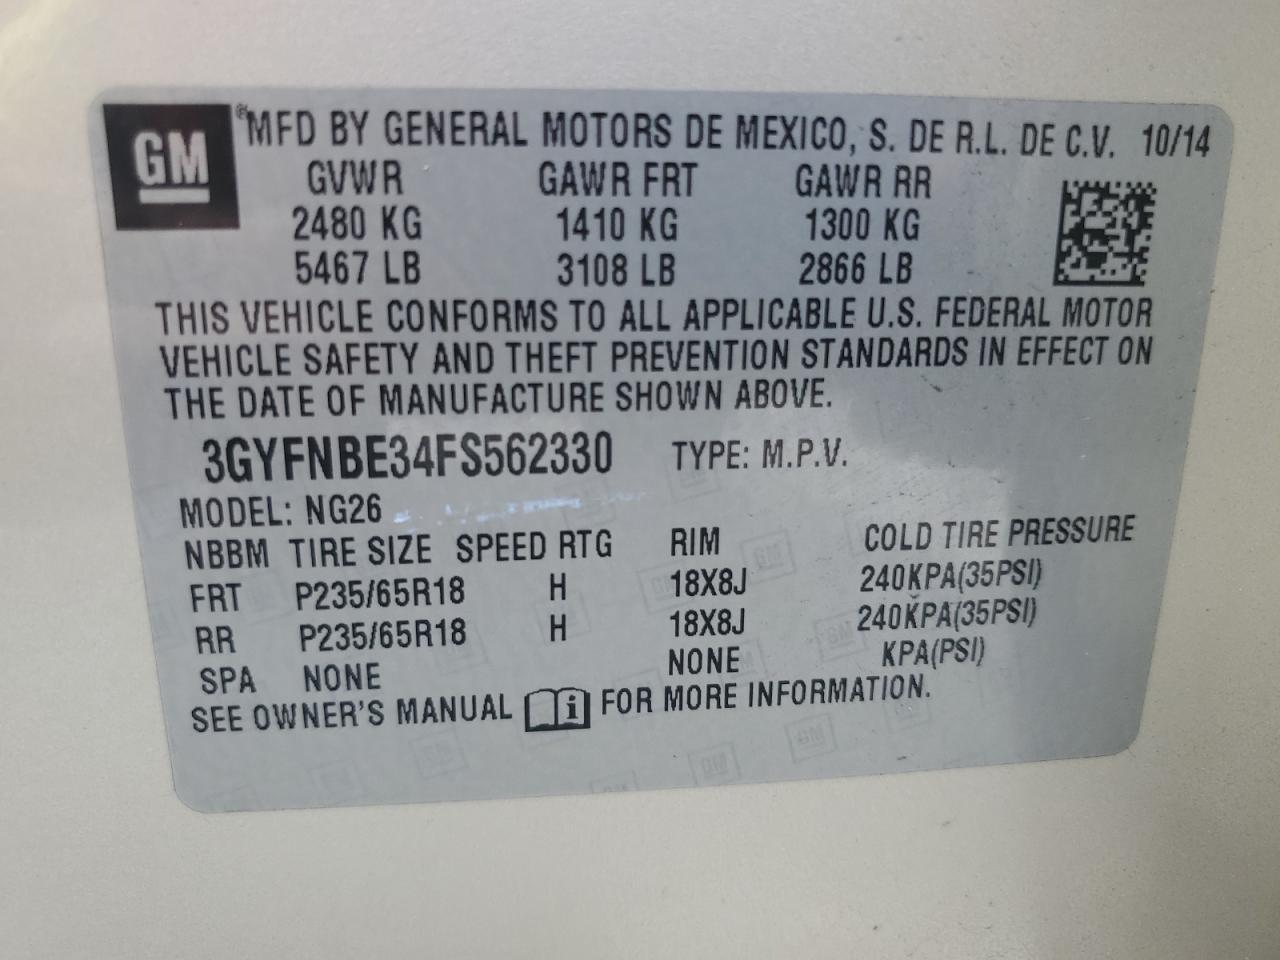 GM
® MFD BY GENERAL MOTORS DE MEXICO, S. DE R.L. DE C.V. 10/14
GVWR GAWR FRT GAWR RR
2480 KG 1410 KG 1300 KG
5467 LB 3108 LB 2866 LB
THIS VEHICLE CONFORMS TO ALL APPLICABLE U.S. FEDERAL MOTOR
VEHICLE SAFETY AND THEFT PREVENTION STANDARDS IN EFFECT ON
THE DATE OF MANUFACTURE SHOWN ABOVE.
3GYFNBE34FS562330 TYPE: M.P.V.
MODEL: NG26
NBBM TIRE SIZE SPEED RTG RIM COLD TIRE PRESSURE
FRT P235/65R18 H 18X8J 240KPA(35PSI)
RR P235/65R18 H 18X8J 240KPA(35PSI)
SPA NONE NONE KPA(PSI)
SEE OWNER'S MANUAL i FOR MORE INFORMATION.